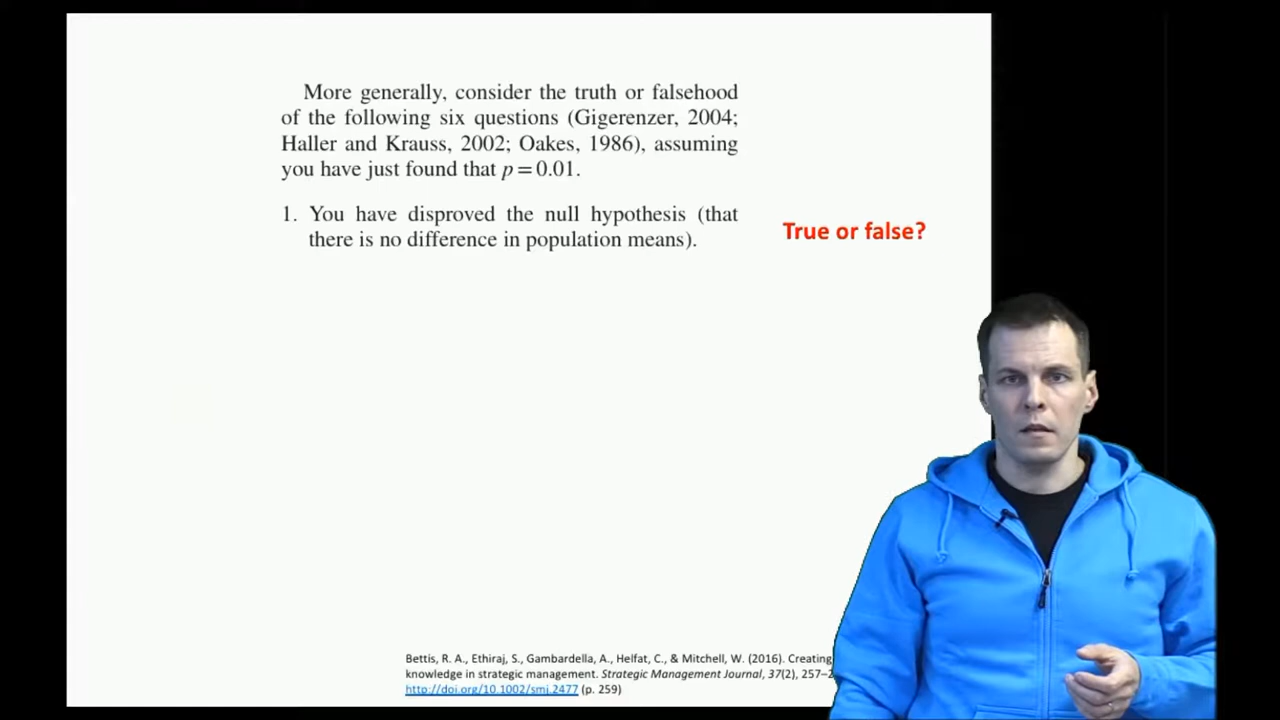 More generally, consider the truth or falsehood
of the following six questions (Gigerenzer, 2004;
Haller and Krauss, 2002; Oakes, 1986), assuming
you have just found that p = 0.01.
1. You have disproved the null hypothesis (that
there is no difference in population means).
True or false?
Bettis, R. A., Ethiraj, S., Gambardella, A., Helfat, C., & Mitchell, W. (2016). Creating
knowledge in strategic management. Strategic Management Journal, 37(2), 257–2
http://doi.org/10.1002/smj.2477 (p. 259)